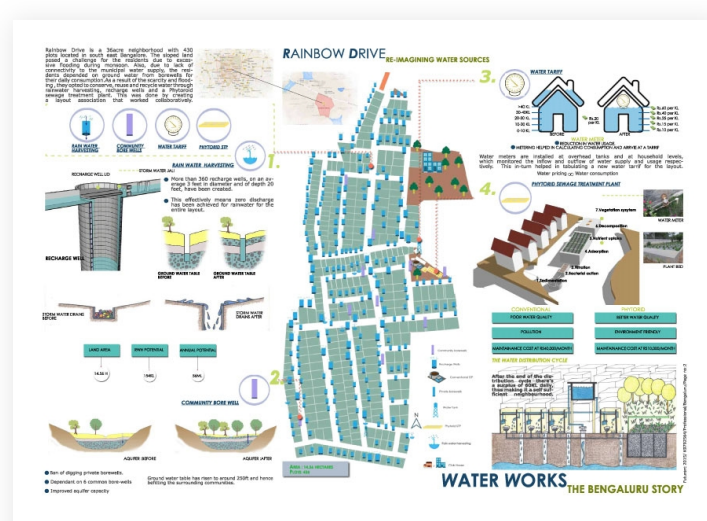 Rainbow Drive is a 36acre neighborhood with 430
plots located in south east Bangalore. The sloped land
posed a challenge for the residents due to exces-
sive flooding during monsoon. Also, due to lack of
connectivity to the municipal water supply, the resi-
dents depended on ground water from borewells for
their daily consumption.As a result of the scarcity and flood-
ing , they opted to conserve, reuse and recycle water through
rainwater harvesting, recharge wells and a Phytorid
sewage treatment plant. This was done by creating
a layout association that worked collaboratively.
RAINBOW DRIVE
RE-IMAGINING WATER SOURCES
RAIN WATER
HARVESTING
COMMUNITY
BORE WELLS
WATER TARIFF
PHYTORID STP
1.
RAIN WATER HARVESTING
RECHARGE WELL LID
STORM WATER JALI
More than 360 recharge wells, on an av-
erage 3 feet in diameter and of depth 20
feet, have been created.
This effectively means zero discharge
has been achieved for rainwater for the
entire layout.
RECHARGE WELL
GROUND WATER TABLE
BEFORE
GROWED WATER TABLE
AFTER
STORM WATER DRAINS
BEFORE
STORM WATER
DRAINS AFTER
LAND AREA
RWH POTENTIAL
ANNUAL POTENTIAL
2.
COMMUNITY BORE WELL
AQUIFER BEFORE
AQUIFER AFTER
Ban of digging private borewells.
Dependant on 6 common bore-wells
Improved aquifer capacity
Ground water table has risen to around 250ft and hence
befitting the surrounding communities.
N
3.
WATER TARIFF
BEFORE
AFTER
WATER METER
REDUCTION IN WATER USAGE
METERING HELPED IN CALCULATING CONSUMPTION AND ARRIVE AT A TARIFF
Water meters are installed at overhead tanks and at household levels,
which monitored the inflow and outflow of water supply and usage respec-
tively. This in-turn helped in tabulating a new water tariff for the layout.
Water pricing ∝ Water consumption
4.
PHYTORID SEWAGE TREATMENT PLANT
7.Vegetation system
6.Decomposition
5.Nutrient uptake
4.Adsorption
3.Filtration
2.Bacterial action
1.Sedimentation
WATER METER
PLANT BED
CONVENTIONAL
PHYTORID
POOR WATER QUALITY
BETTER WATER QUALITY
POLLUTION
ENVIRONMENT FRIENDLY
THE WATER DISTRIBUTION CYCLE
After the end of the dis-
tribution cycle there's
a surplus of 80KL daily,
thus making it a self suf-
ficient neighbourhood.
WATER WORKS
THE BENGALURU STORY